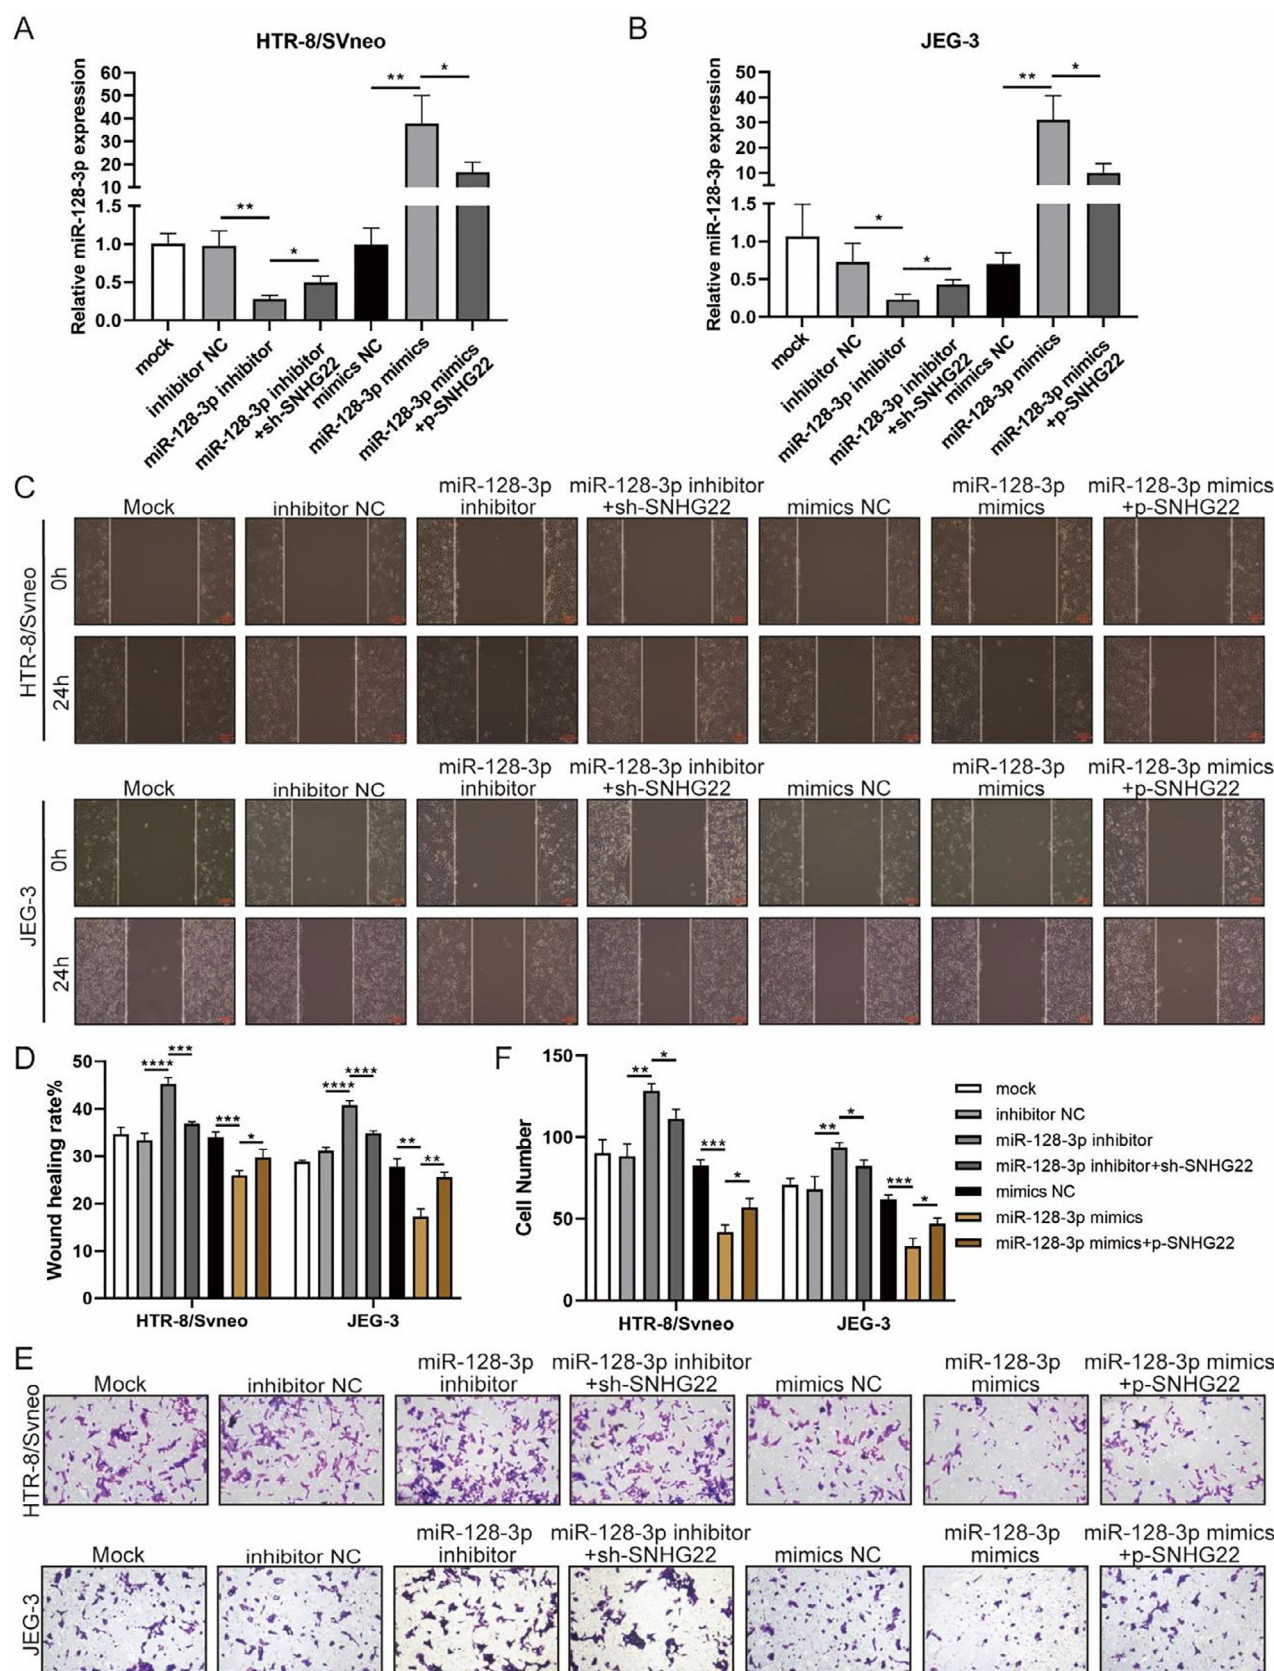 A
HTR-8/SVneo
Relative miR-128-3p expression
60
50
40
30
20
10
1.5
1.0
0.5
0.0
**
*
**
*
mock
inhibitor NC
miR-128-3p inhibitor
miR-128-3p inhibitor
+sh-SNHG22
mimics NC
miR-128-3p mimics
miR-128-3p mimics
+p-SNHG22
B
JEG-3
Relative miR-128-3p expression
50
40
30
20
10
1.5
1.0
0.5
0.0
*
*
**
*
mock
inhibitor NC
miR-128-3p inhibitor
miR-128-3p inhibitor
+sh-SNHG22
mimics NC
miR-128-3p mimics
miR-128-3p mimics
+p-SNHG22
C
HTR-8/Svneo
0h
24h
Mock
inhibitor NC
miR-128-3p
inhibitor
miR-128-3p inhibitor
+sh-SNHG22
mimics NC
miR-128-3p
mimics
miR-128-3p mimics
+p-SNHG22
JEG-3
0h
24h
Mock
inhibitor NC
miR-128-3p
inhibitor
miR-128-3p inhibitor
+sh-SNHG22
mimics NC
miR-128-3p
mimics
miR-128-3p mimics
+p-SNHG22
D
Wound healing rate%
50
40
30
20
10
0
****
***
***
*
****
****
**
**
HTR-8/Svneo
JEG-3
F
Cell Number
150
100
50
0
**
*
***
*
**
*
***
*
HTR-8/Svneo
JEG-3
mock
inhibitor NC
miR-128-3p inhibitor
miR-128-3p inhibitor+sh-SNHG22
mimics NC
miR-128-3p mimics
miR-128-3p mimics+p-SNHG22
E
HTR-8/Svneo
Mock
inhibitor NC
miR-128-3p
inhibitor
miR-128-3p inhibitor
+sh-SNHG22
mimics NC
miR-128-3p
mimics
miR-128-3p mimics
+p-SNHG22
JEG-3
Mock
inhibitor NC
miR-128-3p
inhibitor
miR-128-3p inhibitor
+sh-SNHG22
mimics NC
miR-128-3p
mimics
miR-128-3p mimics
+p-SNHG22